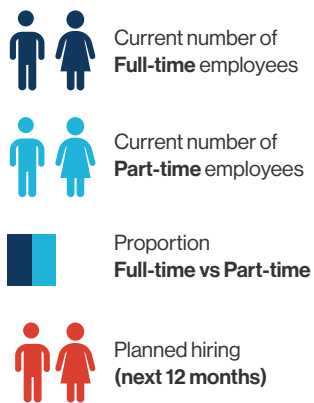 Current number of
Full-time employees
Current number of
Part-time employees
Proportion
Full-time vs Part-time
Planned hiring
(next 12 months)